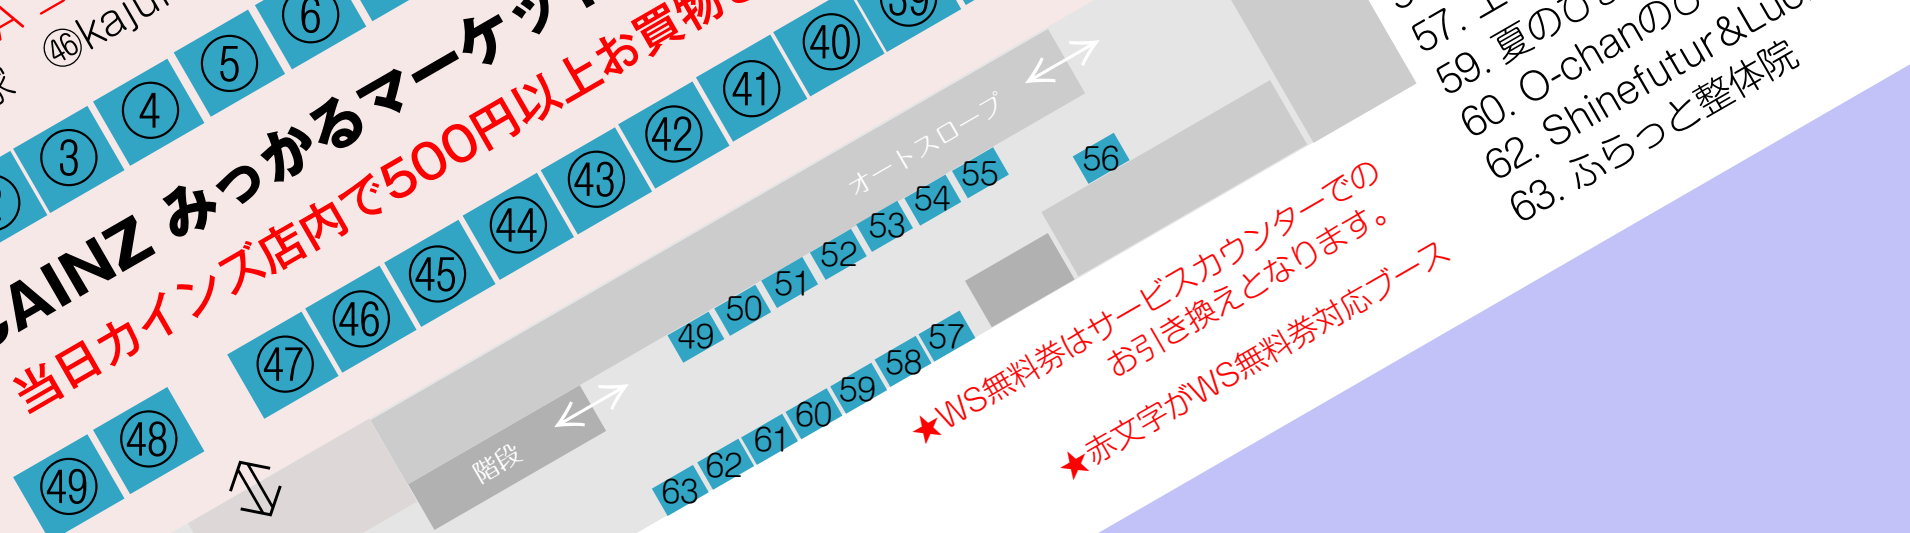 ㊻kajur
③ ④ ⑤ ⑥
CAINZ みっかるマーケット
当日カインズ店内で500円以上お買物
㊾ ㊽ ㊼ ㊻ ㊺ ㊹ ㊸ ㊷ ㊶ ㊵ ㊴
オートスロープ
49 50 51 52 53 54 55 56
階段
63 62 61 60 59 58 57
★WS無料券はサービスカウンターでの
お引き換えとなります。
★赤文字がWS無料券対応ブース
57.
59. 夏のひ
60. O-chanのひ
62. Shinefutur&Luc
63. ふらっと整体院